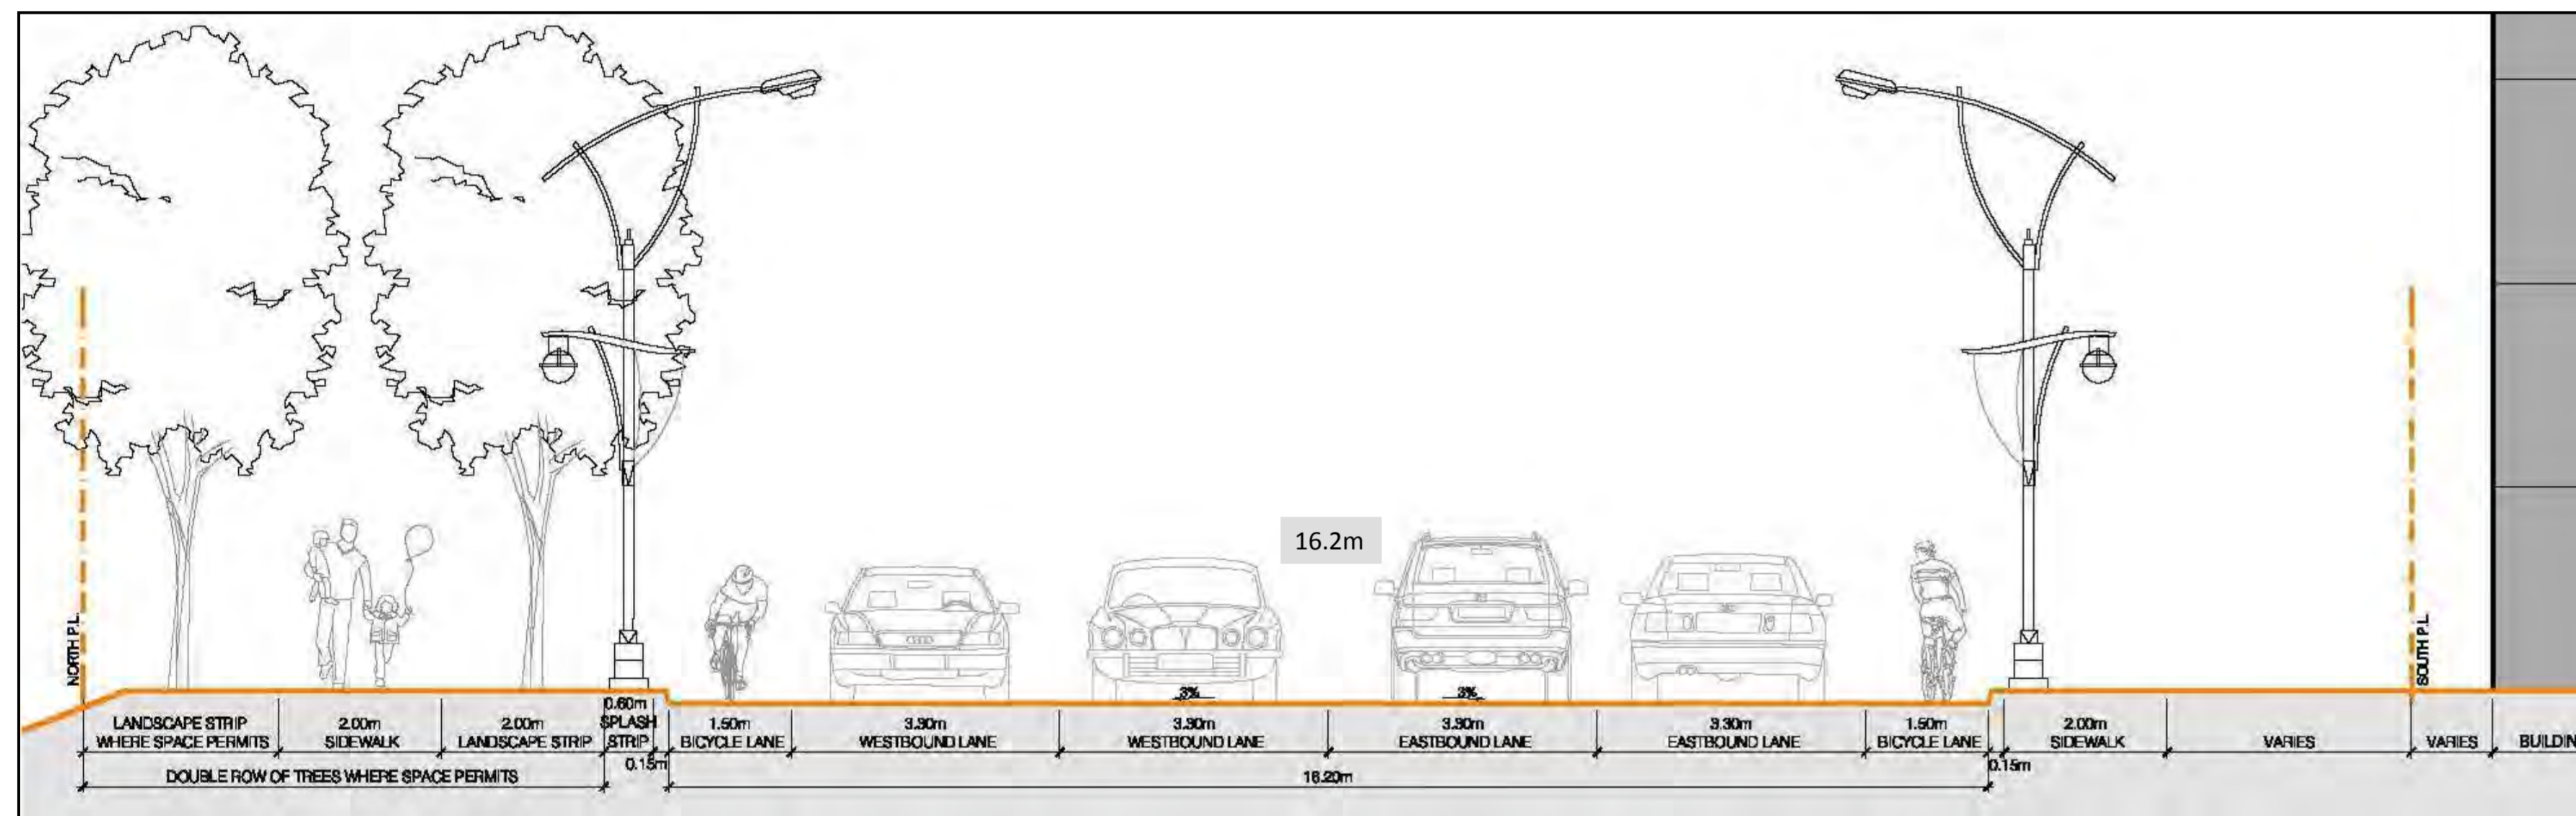 16.2m
NORTH P.L.
SOUTH P.L.
3%
3%
LANDSCAPE STRIP
WHERE SPACE PERMITS
2.00m
SIDEWALK
2.00m
LANDSCAPE STRIP
0.60m
SPLASH
STRIP
0.15m
1.50m
BICYCLE LANE
3.30m
WESTBOUND LANE
3.30m
WESTBOUND LANE
3.30m
EASTBOUND LANE
3.30m
EASTBOUND LANE
1.50m
BICYCLE LANE
0.15m
2.00m
SIDEWALK
VARIES
VARIES
BUILDIN
DOUBLE ROW OF TREES WHERE SPACE PERMITS
16.20m